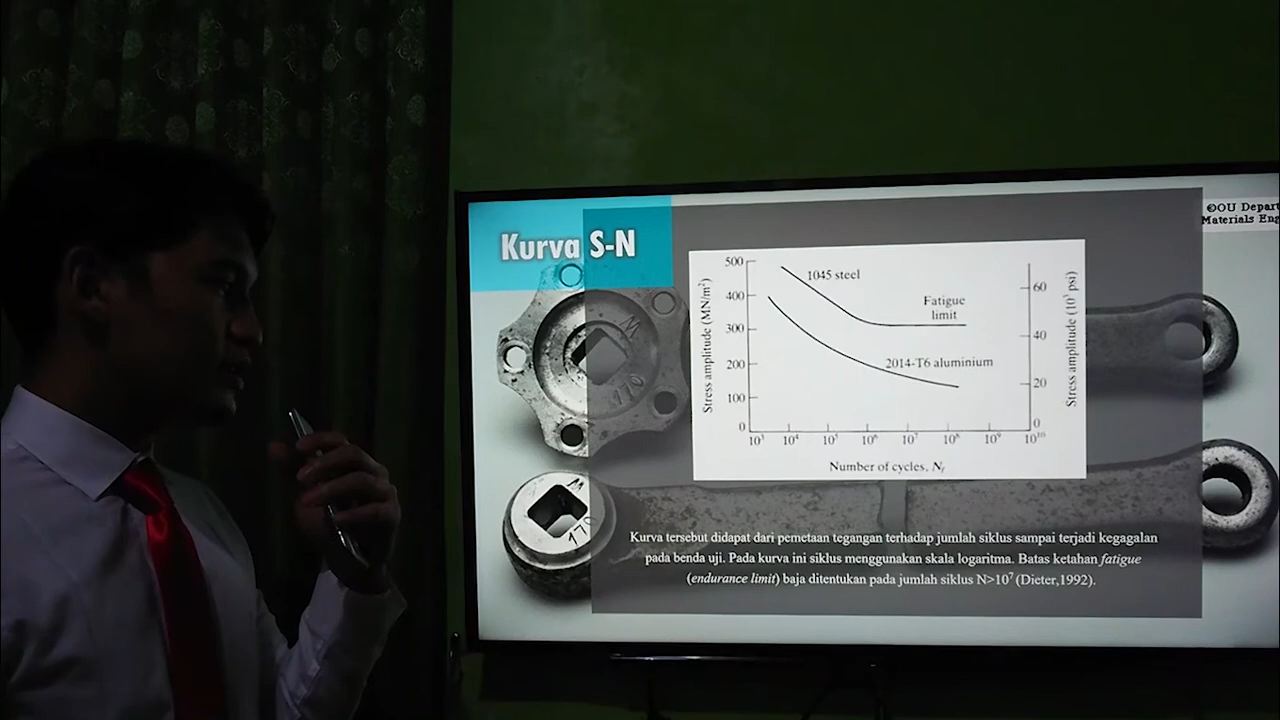 Kurva S-N
©OU Depart
Materials Eng
500
400
300
200
100
0
Stress amplitude (MN/m²)
1045 steel
Fatigue
limit
2014-T6 aluminium
60
40
20
0
Stress amplitude (10³ psi)
10³ 10⁴ 10⁵ 10⁶ 10⁷ 10⁸ 10⁹ 10¹⁰
Number of cycles, Nf
M
170
M
170
Kurva tersebut didapat dari pemetaan tegangan terhadap jumlah siklus sampai terjadi kegagalan
pada benda uji. Pada kurva ini siklus menggunakan skala logaritma. Batas ketahan fatigue
(endurance limit) baja ditentukan pada jumlah siklus N>10⁷ (Dieter,1992).